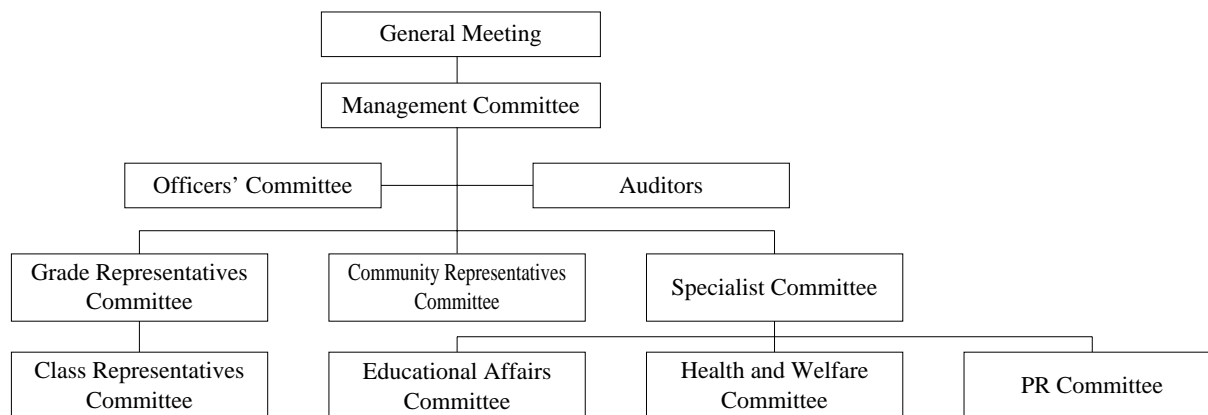 General Meeting
Management Committee
Officers’ Committee
Auditors
Grade Representatives
Committee
Community Representatives
Committee
Specialist Committee
Class Representatives
Committee
Educational Affairs
Committee
Health and Welfare
Committee
PR Committee